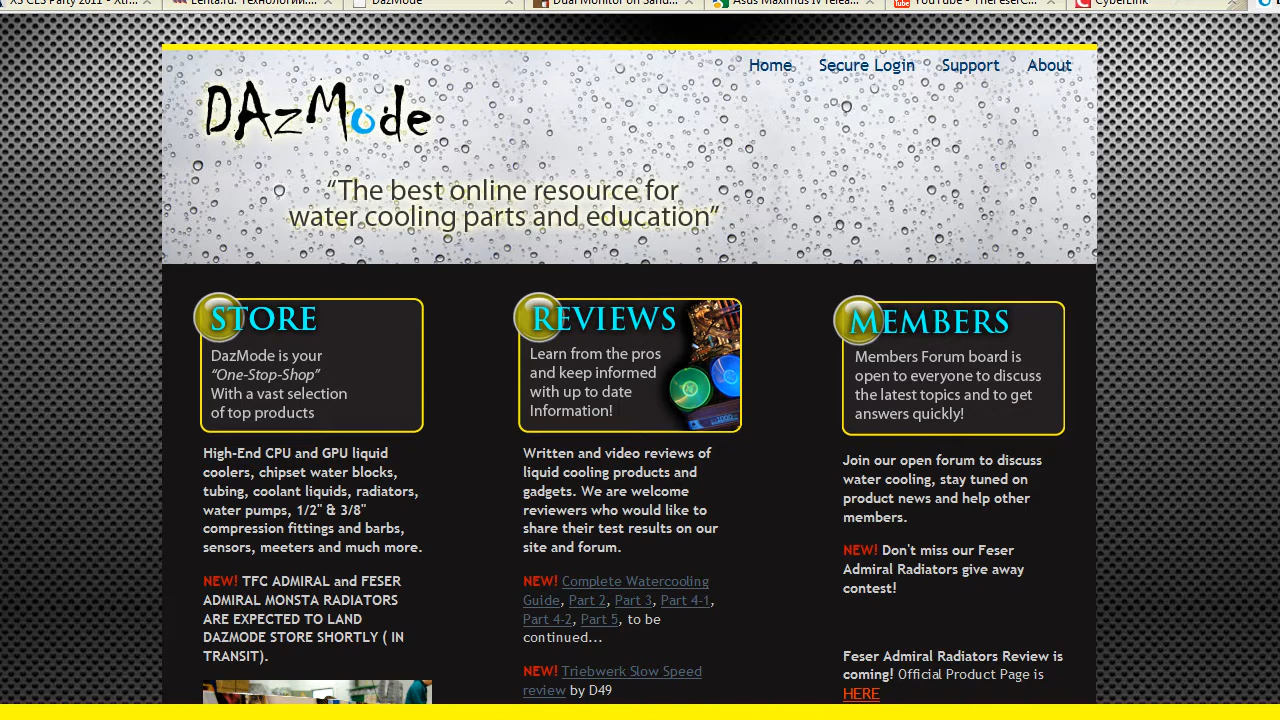 XS CES Party 2011 - Xtr...
Lenta.ru: Технологии:...
DazMode
Dual Monitor on Sand...
Asus Maximus IV relea...
YouTube - TheFeserC...
CyberLink
Home Secure Login Support About
DAzMode
“The best online resource for
water cooling parts and education”
STORE
DazMode is your
“One-Stop-Shop”
With a vast selection
of top products
High-End CPU and GPU liquid
coolers, chipset water blocks,
tubing, coolant liquids, radiators,
water pumps, 1/2" & 3/8"
compression fittings and barbs,
sensors, meeters and much more.
NEW! TFC ADMIRAL and FESER
ADMIRAL MONSTA RADIATORS
ARE EXPECTED TO LAND
DAZMODE STORE SHORTLY ( IN
TRANSIT).
REVIEWS
Learn from the pros
and keep informed
with up to date
Information!
Written and video reviews of
liquid cooling products and
gadgets. We are welcome
reviewers who would like to
share their test results on our
site and forum.
NEW! Complete Watercooling
Guide, Part 2, Part 3, Part 4-1,
Part 4-2, Part 5, to be
continued...
NEW! Triebwerk Slow Speed
review by D49
MEMBERS
Members Forum board is
open to everyone to discuss
the latest topics and to get
answers quickly!
Join our open forum to discuss
water cooling, stay tuned on
product news and help other
members.
NEW! Don't miss our Feser
Admiral Radiators give away
contest!
Feser Admiral Radiators Review is
coming! Official Product Page is
HERE